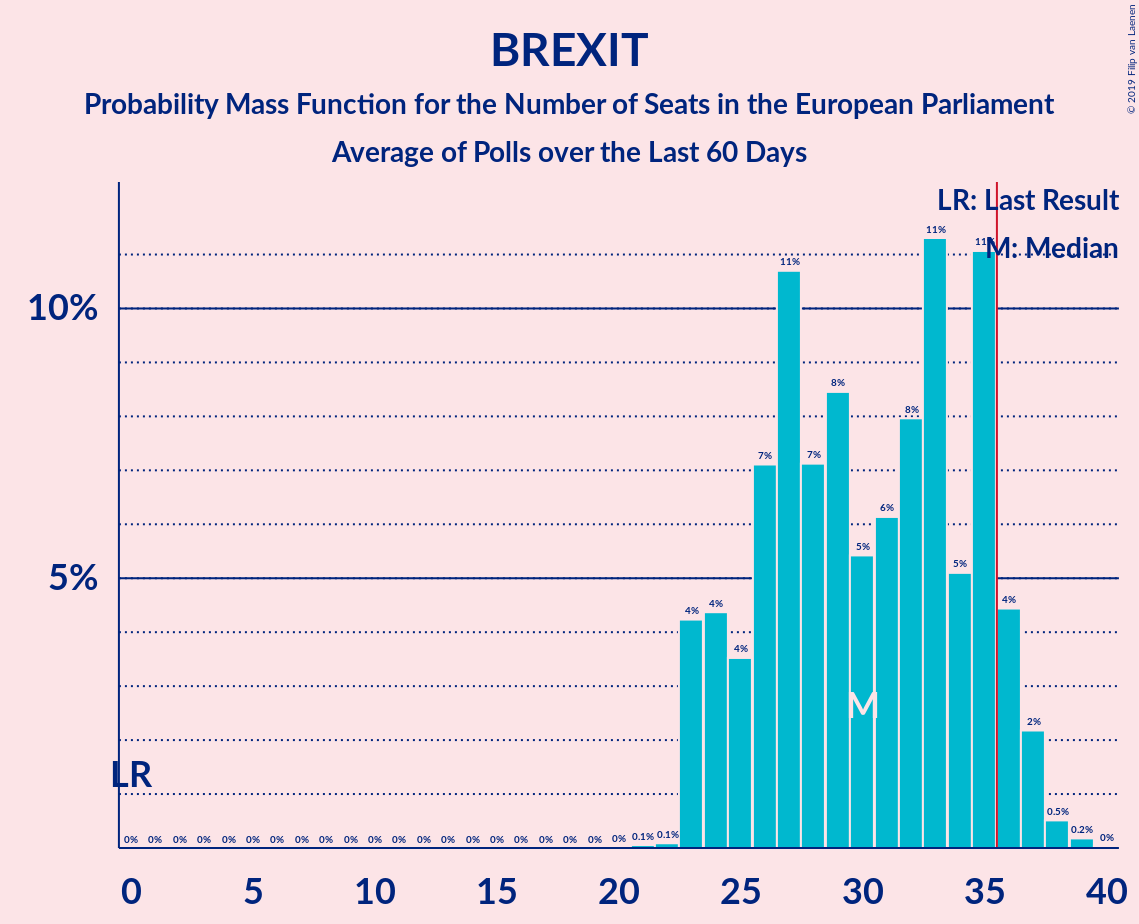 BREXIT
Probability Mass Function for the Number of Seats in the European Parliament
Average of Polls over the Last 60 Days
© 2019 Filip van Laenen
LR: Last Result
M: Median
10%
5%
11%
11%
11%
8%
8%
7%
7%
6%
5%
5%
4%
4%
4%
4%
M
2%
LR
0.5%
0% 0% 0% 0% 0% 0% 0% 0% 0% 0% 0% 0% 0% 0% 0% 0% 0% 0% 0% 0% 0% 0.1% 0.1% 0.2% 0%
0 5 10 15 20 25 30 35 40